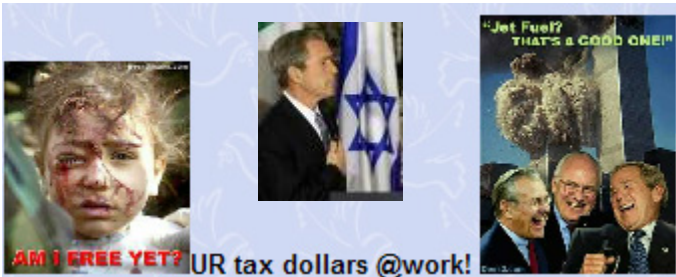 "Jet Fuel?
THAT'S A GOOD ONE!"
AM I FREE YET?
UR tax dollars @work!